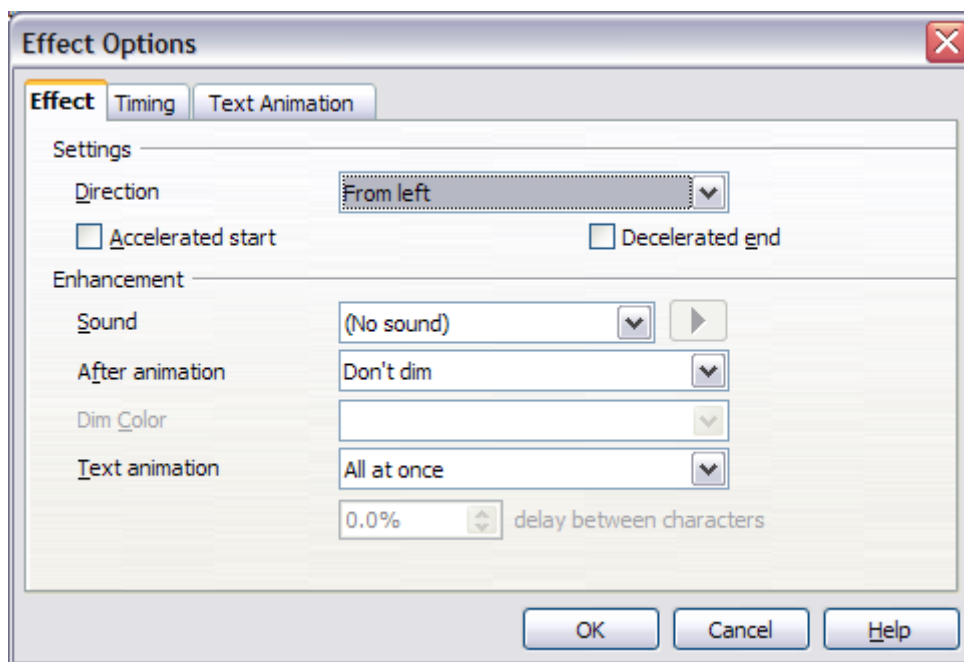 Effect Options
Effect Timing Text Animation
Settings
Direction From left
Accelerated start Decelerated end
Enhancement
Sound (No sound)
After animation Don't dim
Dim Color
Text animation All at once
0.0% delay between characters
OK Cancel Help